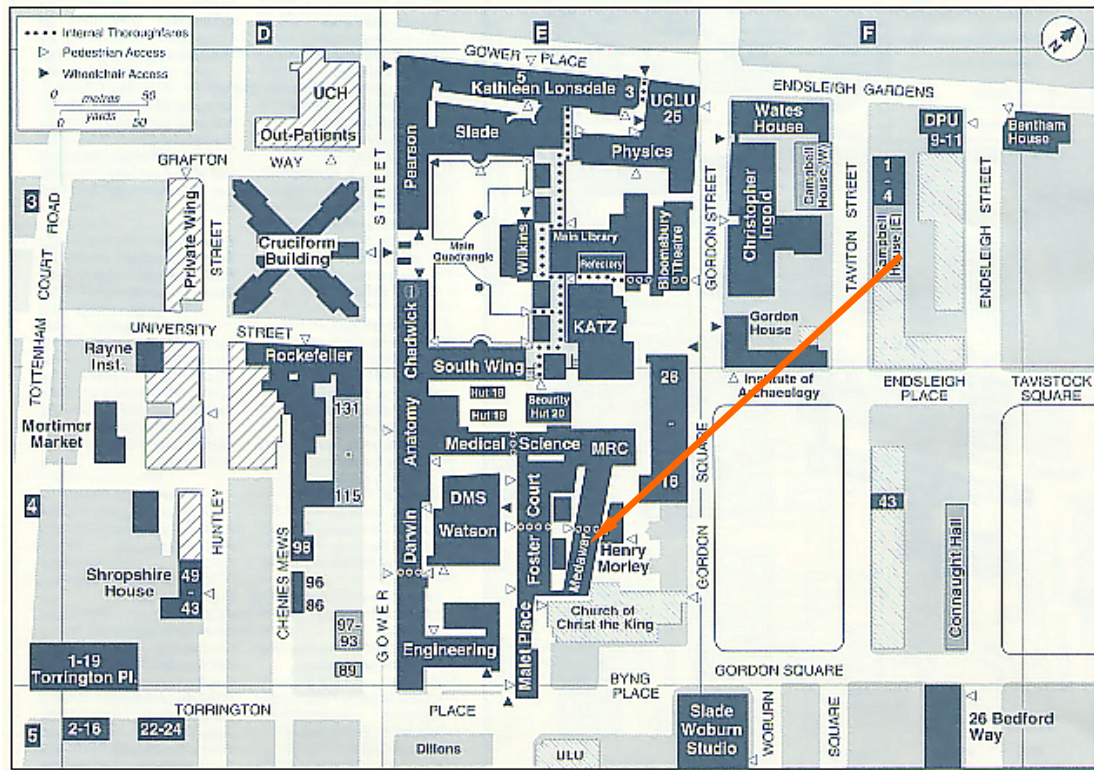 Internal Thoroughfares
Pedestrian Access
Wheelchair Access
0 metres 50
yards
0 50
D
E
F
N
GOWER PLACE
UCH
Out-Patients
5
Kathleen Lonsdale
3
UCLU
25
Slade
Physics
Pearson
ENDSLEIGH GARDENS
Wales
House
DPU
9-11
Bentham
House
GRAFTON WAY
3
TOTTENHAM COURT ROAD
Private Wing
STREET
Cruciform
Building
STREET
Main
Quadrangle
Wilkins
Main Library
Refectory
Bloomsbury
Theatre
GORDON STREET
Christopher
Ingold
Campbell
House (W)
TAVITON STREET
1
-
4
Campbell
House (E)
ENDSLEIGH STREET
UNIVERSITY STREET
Rayne
Inst.
Rockefeller
Chadwick
South Wing
KATZ
Gordon
House
Institute of
Archaeology
ENDSLEIGH
PLACE
TAVISTOCK
SQUARE
Mortimer
Market
131
-
115
Anatomy
Hut 18
Hut 19
Security
Hut 20
26
-
16
Medical Science
MRC
4
HUNTLEY
CHENIES MEWS
DMS
Watson
Court
Foster
Medawar
Henry
Morley
GORDON SQUARE
43
Connaught Hall
Darwin
Shropshire
House
49
-
43
98
96
86
97-
93
89
GOWER
Engineering
Malet Place
Church of
Christ the King
1-19
Torrington Pl.
BYNG
PLACE
GORDON SQUARE
TORRINGTON PLACE
5
2-16
22-24
Dillons
ULU
Slade
Woburn
Studio
WOBURN SQUARE
26 Bedford
Way